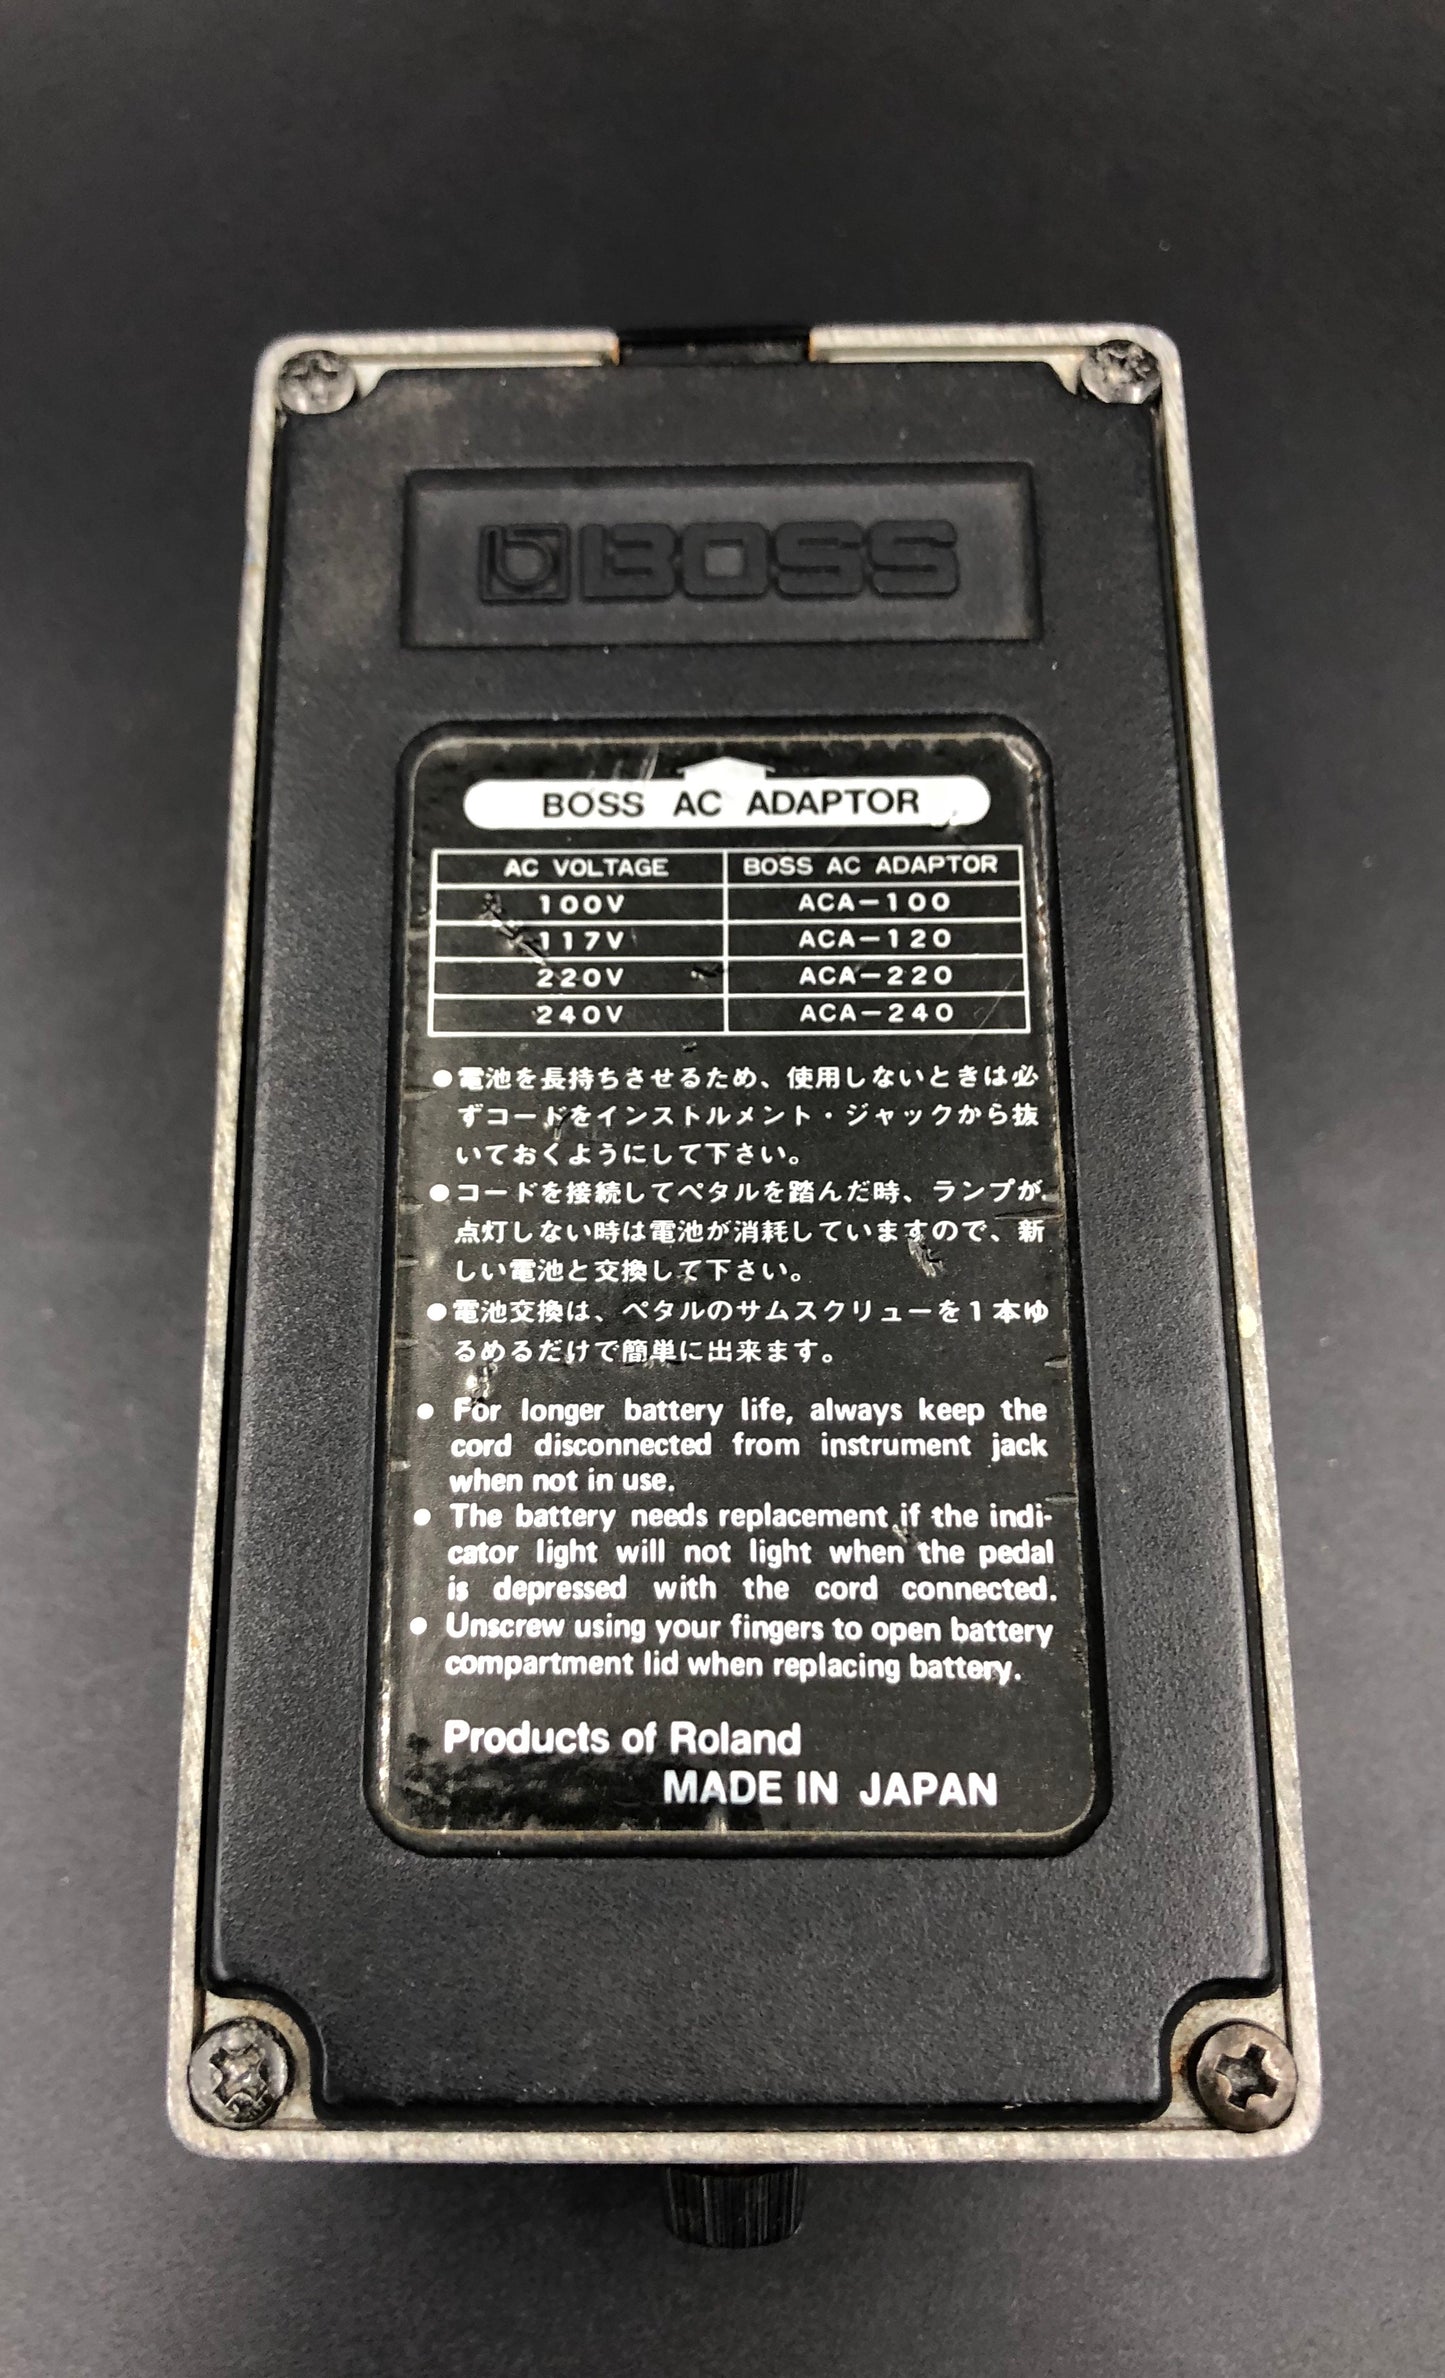 BOSS
BOSS AC ADAPTOR
AC VOLTAGE BOSS AC ADAPTOR
100V ACA-100
117V ACA-120
220V ACA-220
240V ACA-240
●電池を長持ちさせるため、使用しないときは必
ずコードをインストルメント・ジャックから抜
いておくようにして下さい。
●コードを接続してペタルを踏んだ時、ランプが
点灯しない時は電池が消耗していますので、新
しい電池と交換して下さい。
●電池交換は、ペタルのサムスクリューを1本ゆ
るめるだけで簡単に出来ます。
● For longer battery life, always keep the
cord disconnected from instrument jack
when not in use.
● The battery needs replacement if the indi-
cator light will not light when the pedal
is depressed with the cord connected.
● Unscrew using your fingers to open battery
compartment lid when replacing battery.
Products of Roland
MADE IN JAPAN